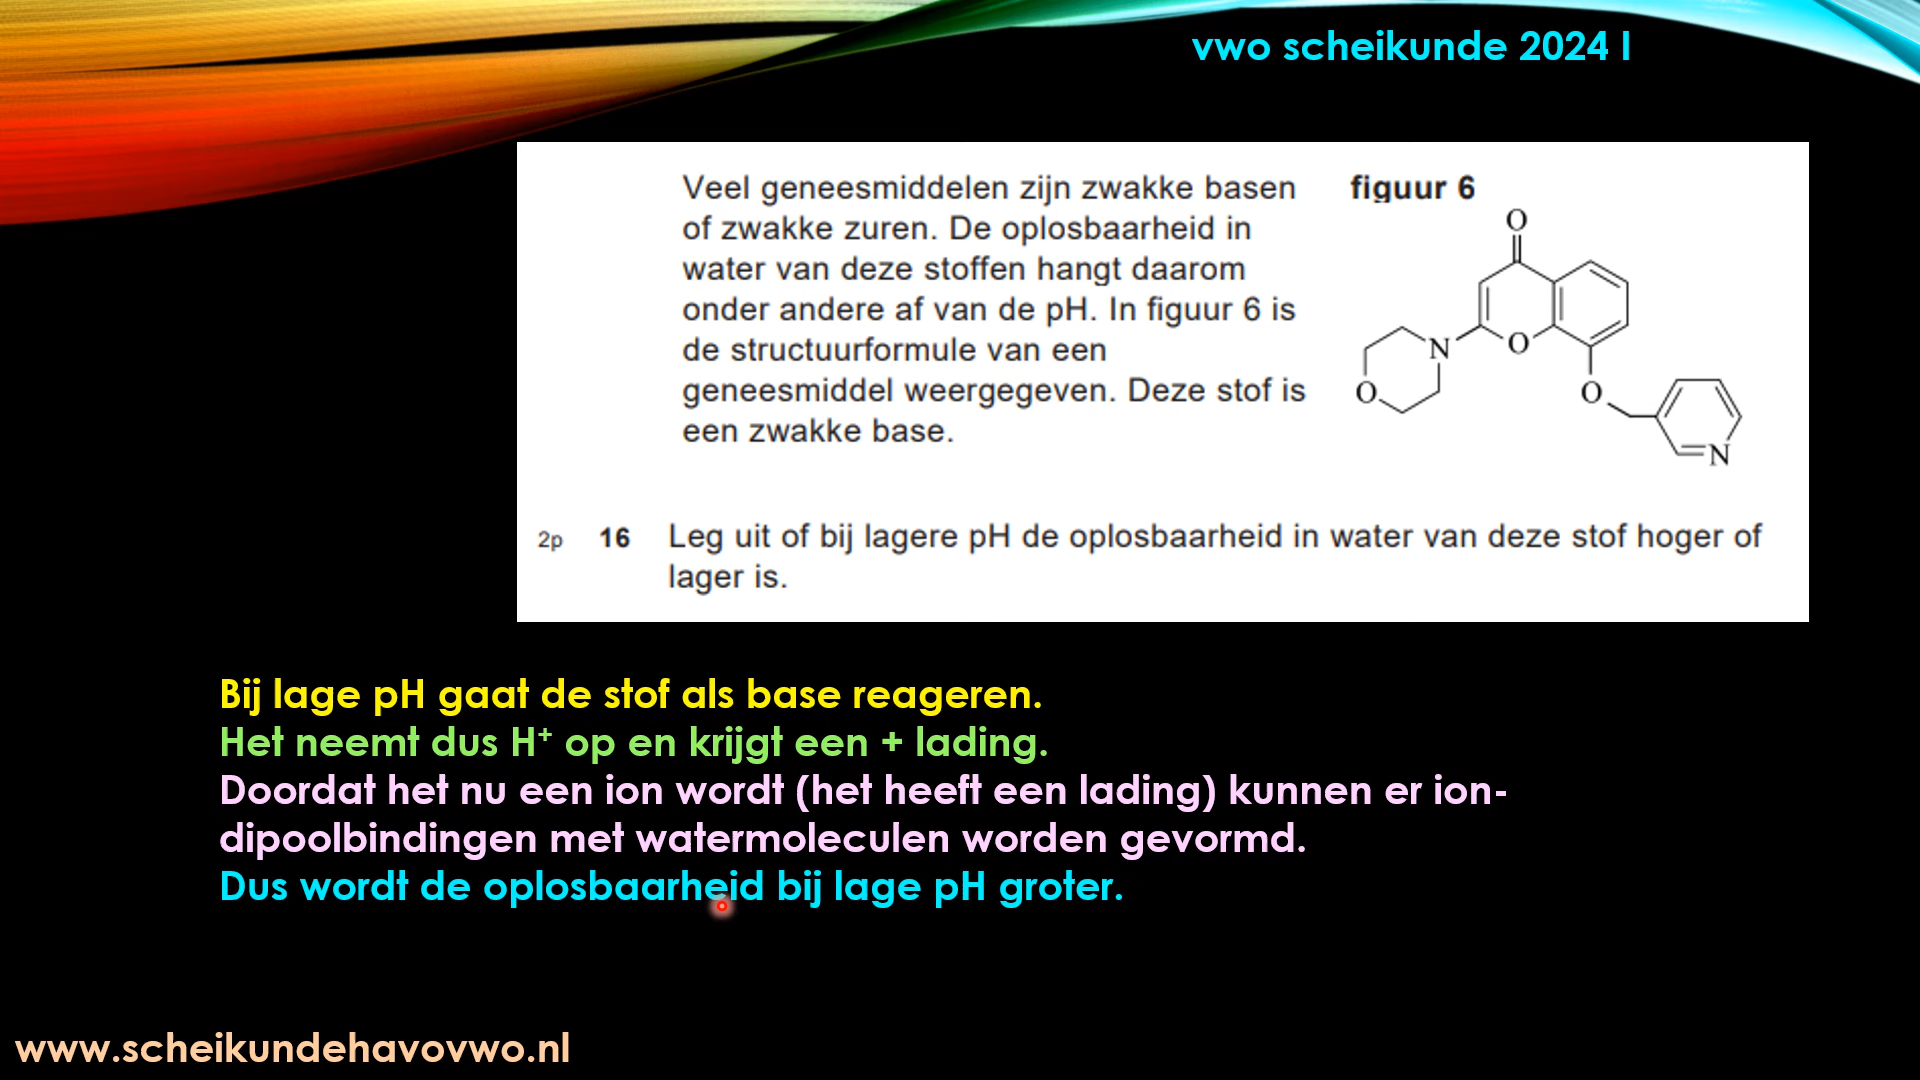 vwo scheikunde 2024 I
Veel geneesmiddelen zijn zwakke basen
of zwakke zuren. De oplosbaarheid in
water van deze stoffen hangt daarom
onder andere af van de pH. In figuur 6 is
de structuurformule van een
geneesmiddel weergegeven. Deze stof is
een zwakke base.
figuur 6
O
N
O
O
O
N
2p 16 Leg uit of bij lagere pH de oplosbaarheid in water van deze stof hoger of
lager is.
Bij lage pH gaat de stof als base reageren.
Het neemt dus H⁺ op en krijgt een + lading.
Doordat het nu een ion wordt (het heeft een lading) kunnen er ion-
dipoolbindingen met watermoleculen worden gevormd.
Dus wordt de oplosbaarheid bij lage pH groter.
www.scheikundehavovwo.nl